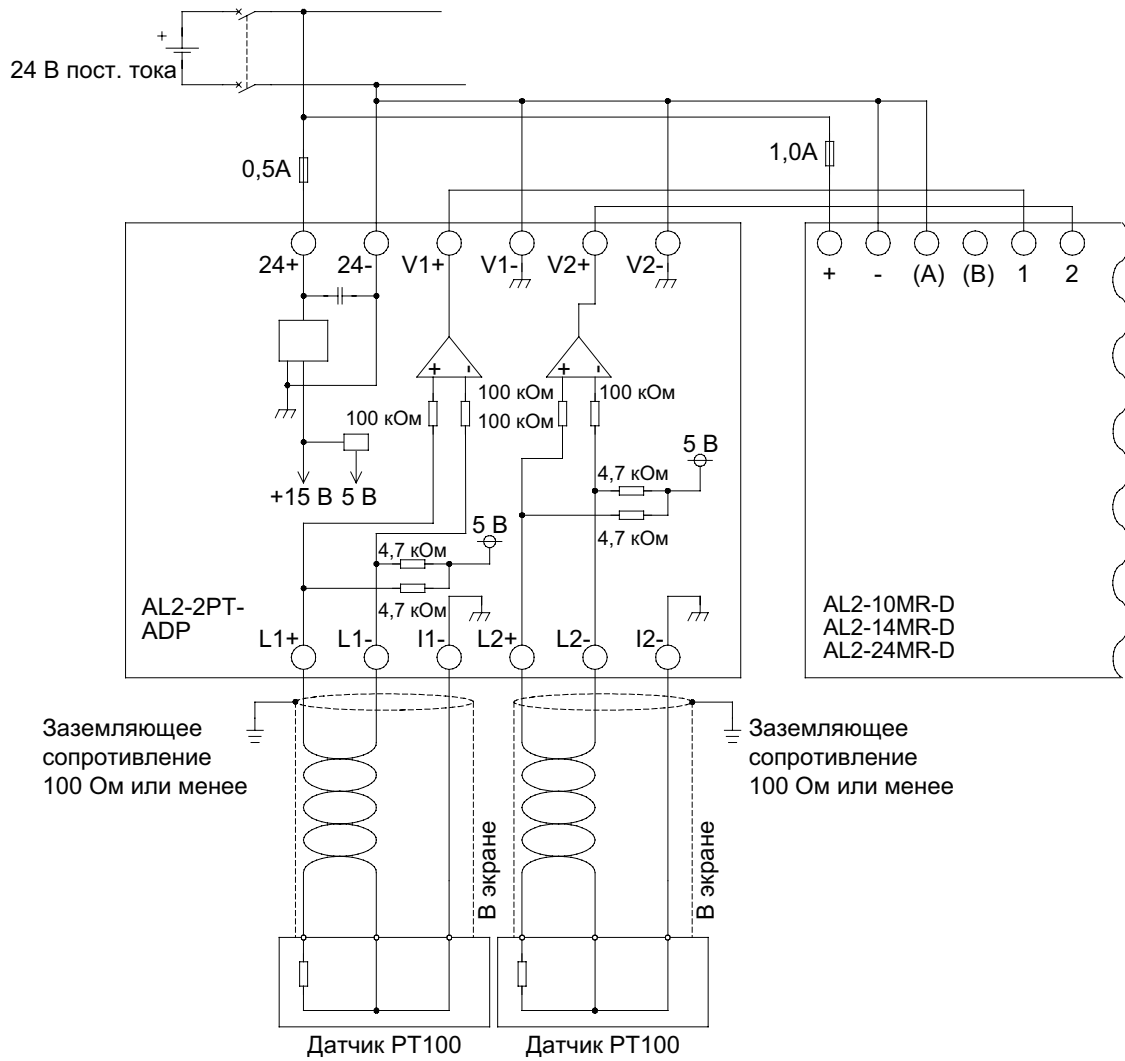 +
24 В пост. тока
0,5А
1,0А
24+ 24- V1+ V1- V2+ V2-
+ - (A) (B) 1 2
+ - + -
100 кОм 100 кОм
100 кОм 100 кОм
5 В
4,7 кОм
+15 В 5 В
4,7 кОм
5 В
4,7 кОм
4,7 кОм
AL2-2PT-
ADP
AL2-10MR-D
AL2-14MR-D
AL2-24MR-D
L1+ L1- I1- L2+ L2- I2-
Заземляющее
сопротивление
100 Ом или менее
Заземляющее
сопротивление
100 Ом или менее
В экране
В экране
Датчик PT100
Датчик PT100